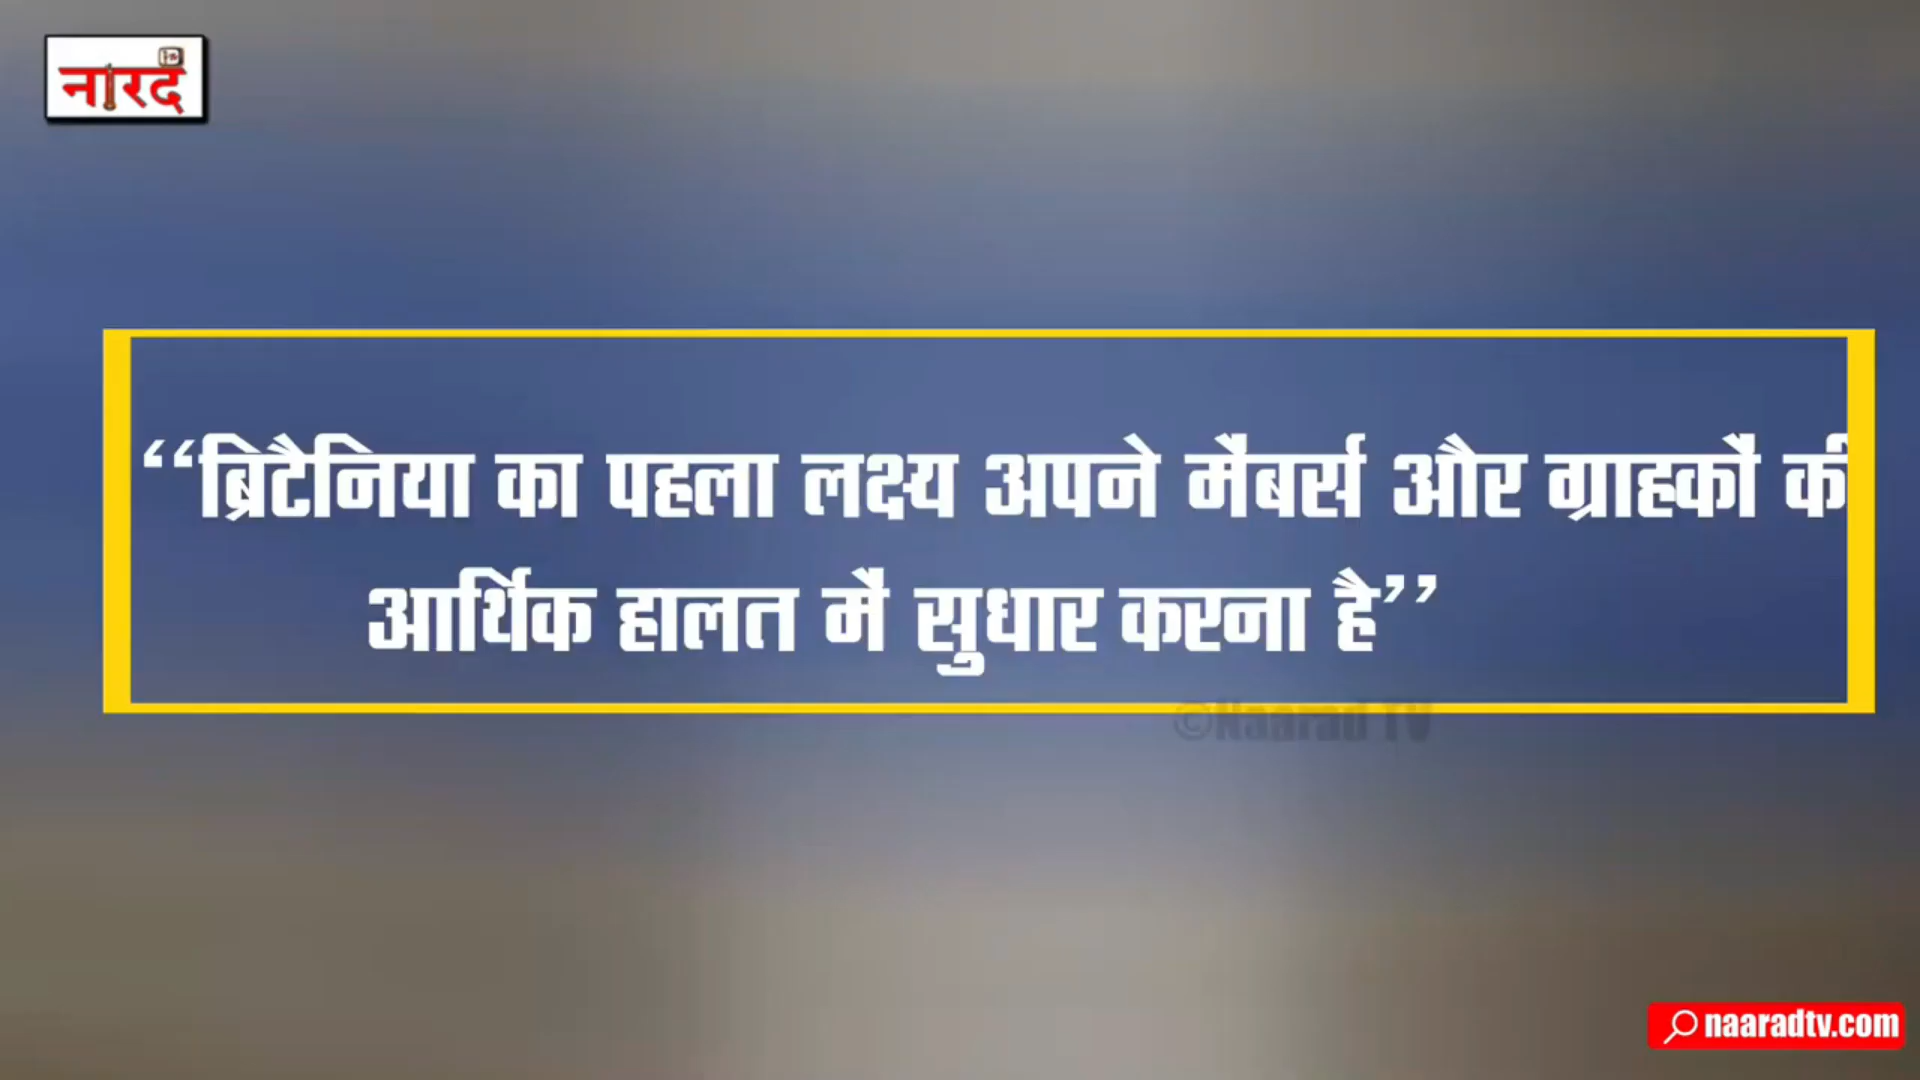 नारद
‘‘ब्रिटैनिया का पहला लक्ष्य अपने मैबर्स और ग्राहकौ की
आर्थिक हालत मै सुधार करना है’’
©Naarad TV
naaradtv.com